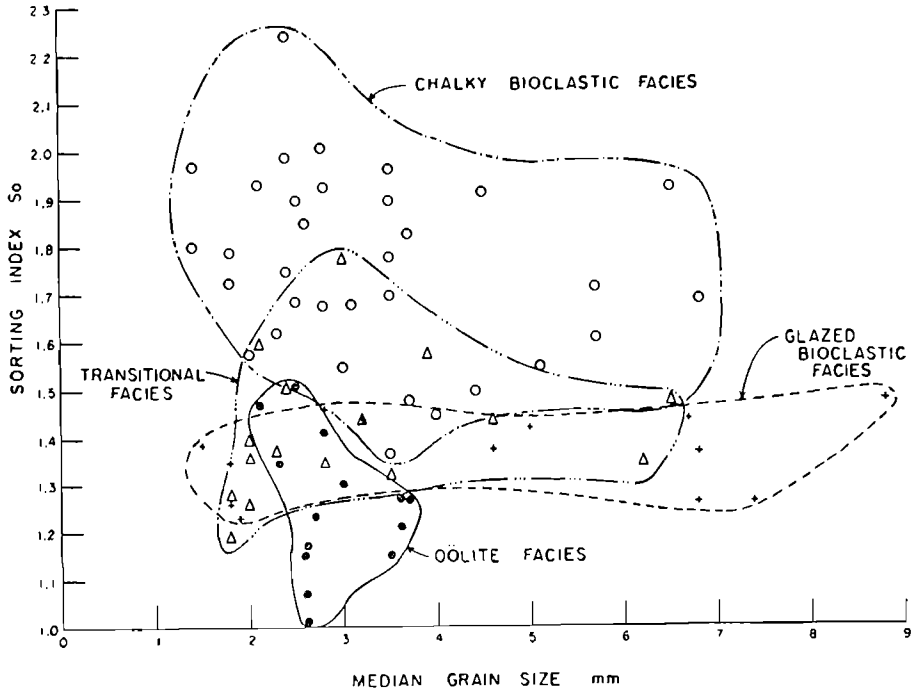 2.3
2.2
2.1
2.0
1.9
1.8
1.7
1.6
1.5
1.4
1.3
1.2
1.1
1.0
SORTING INDEX So
CHALKY BIOCLASTIC FACIES
GLAZED
BIOCLASTIC
FACIES
TRANSITIONAL
FACIES
OÖLITE FACIES
0 1 2 3 4 5 6 7 8 9
MEDIAN GRAIN SIZE mm